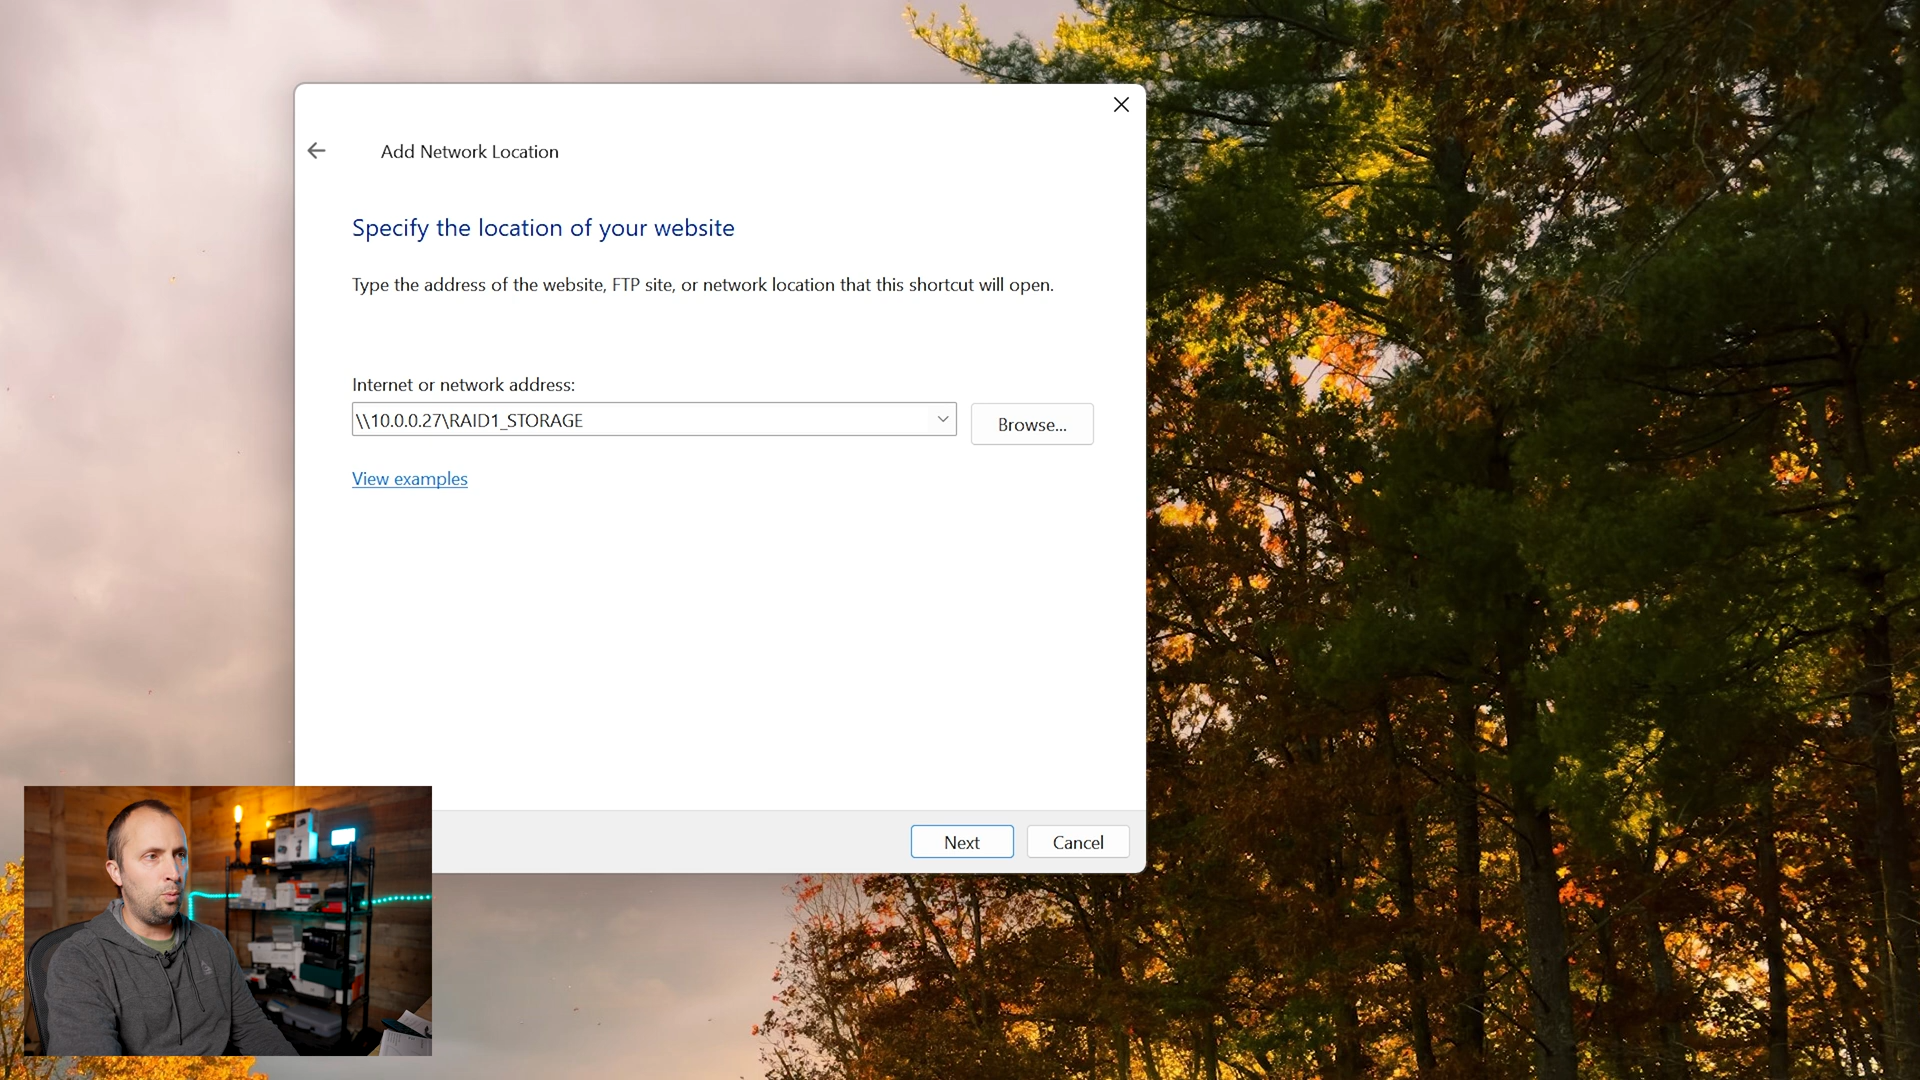 Add Network Location
Specify the location of your website
Type the address of the website, FTP site, or network location that this shortcut will open.
Internet or network address:
\\10.0.0.27\RAID1_STORAGE
Browse...
View examples
Next
Cancel